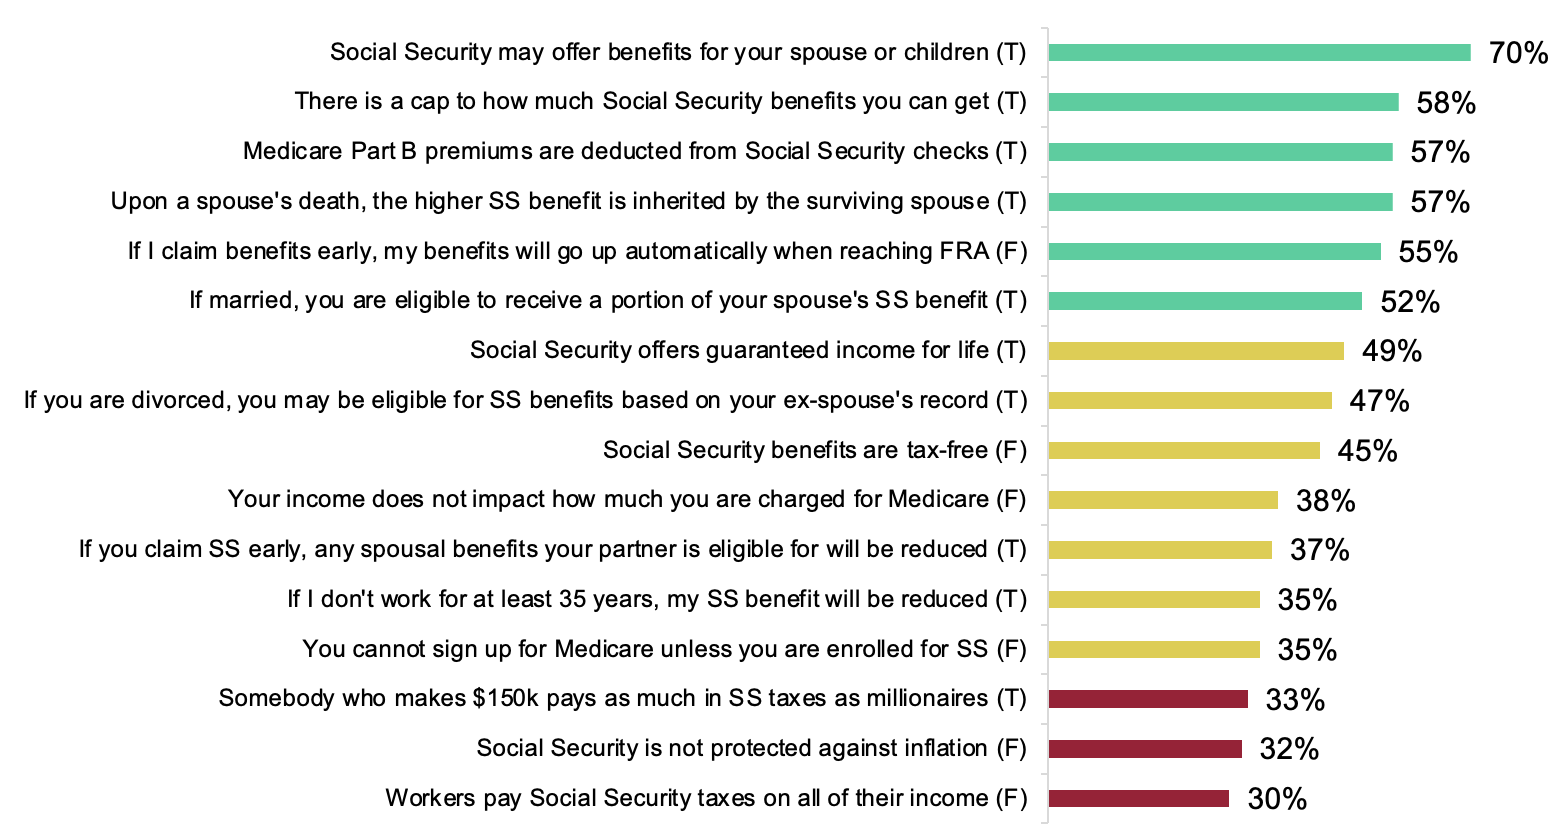 Social Security may offer benefits for your spouse or children (T) 70%
There is a cap to how much Social Security benefits you can get (T) 58%
Medicare Part B premiums are deducted from Social Security checks (T) 57%
Upon a spouse's death, the higher SS benefit is inherited by the surviving spouse (T) 57%
If I claim benefits early, my benefits will go up automatically when reaching FRA (F) 55%
If married, you are eligible to receive a portion of your spouse's SS benefit (T) 52%
Social Security offers guaranteed income for life (T) 49%
If you are divorced, you may be eligible for SS benefits based on your ex-spouse's record (T) 47%
Social Security benefits are tax-free (F) 45%
Your income does not impact how much you are charged for Medicare (F) 38%
If you claim SS early, any spousal benefits your partner is eligible for will be reduced (T) 37%
If I don't work for at least 35 years, my SS benefit will be reduced (T) 35%
You cannot sign up for Medicare unless you are enrolled for SS (F) 35%
Somebody who makes $150k pays as much in SS taxes as millionaires (T) 33%
Social Security is not protected against inflation (F) 32%
Workers pay Social Security taxes on all of their income (F) 30%